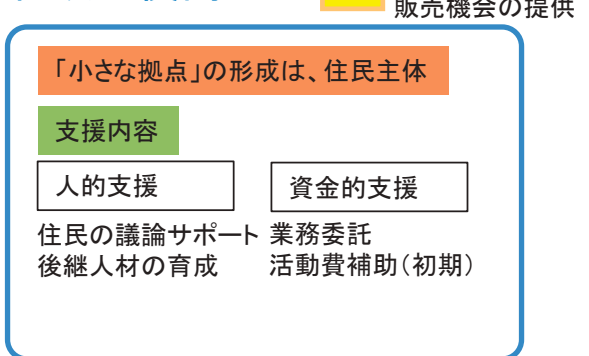 販売機会の提供
「小さな拠点」の形成は、住民主体
支援内容
人的支援
資金的支援
住民の議論サポート
後継人材の育成
業務委託
活動費補助(初期)